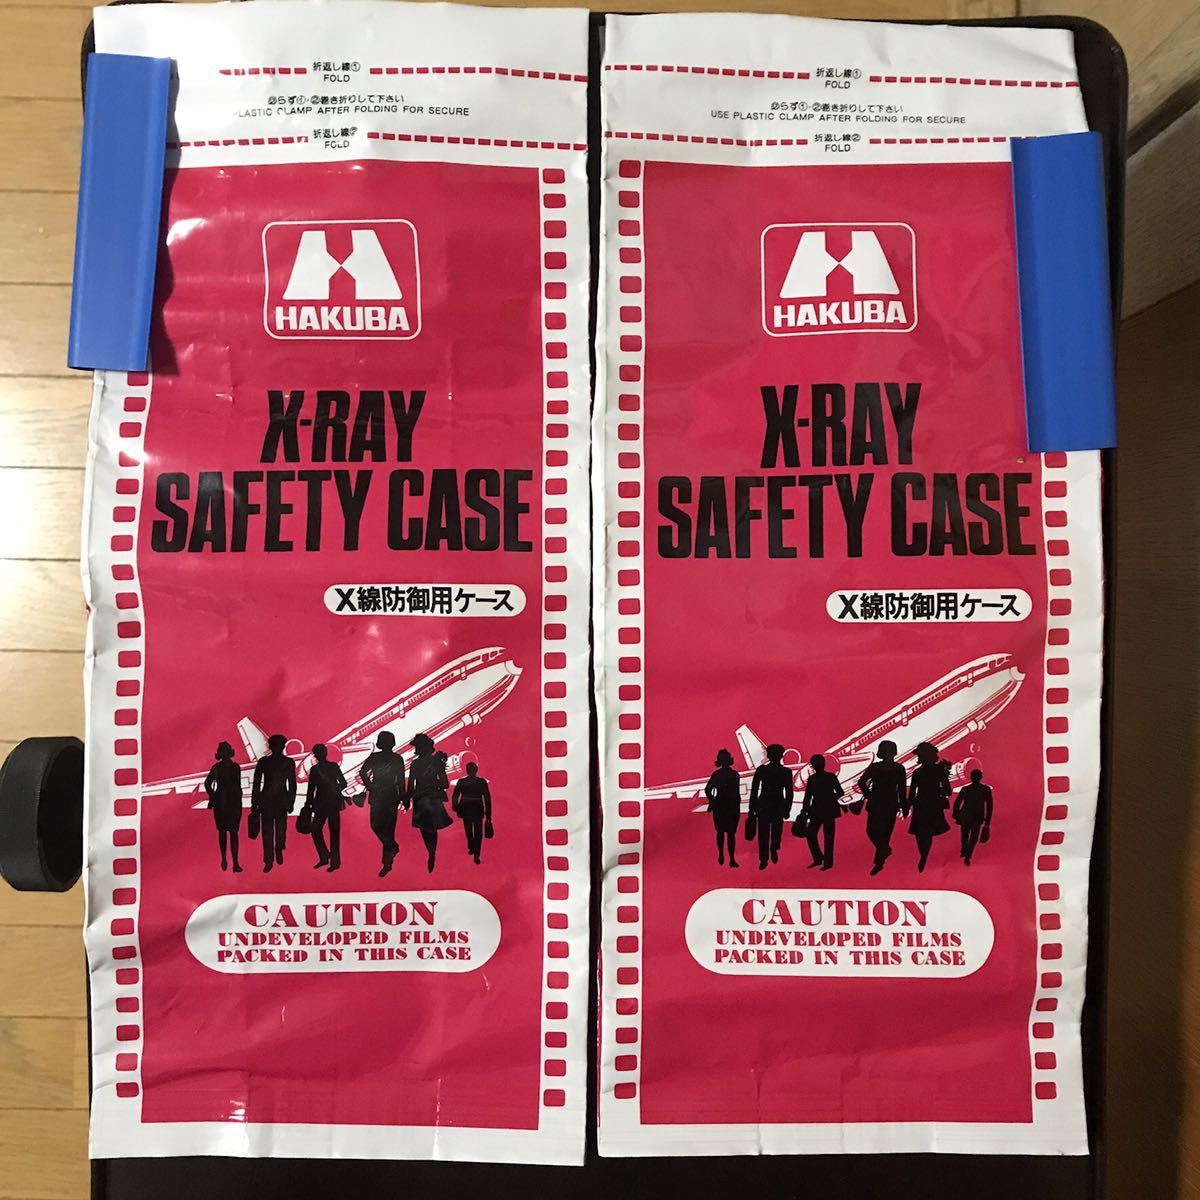 折返し線①
FOLD
必らず①・②巻き折りして下さい
PLASTIC CLAMP AFTER FOLDING FOR SECURE
折返し線②
FOLD
HAKUBA
X-RAY
SAFETY CASE
X線防御用ケース
CAUTION
UNDEVELOPED FILMS
PACKED IN THIS CASE
折返し線①
FOLD
必らず①・②巻き折りして下さい
USE PLASTIC CLAMP AFTER FOLDING FOR SECURE
折返し線②
FOLD
HAKUBA
X-RAY
SAFETY CASE
X線防御用ケース
CAUTION
UNDEVELOPED FILMS
PACKED IN THIS CASE